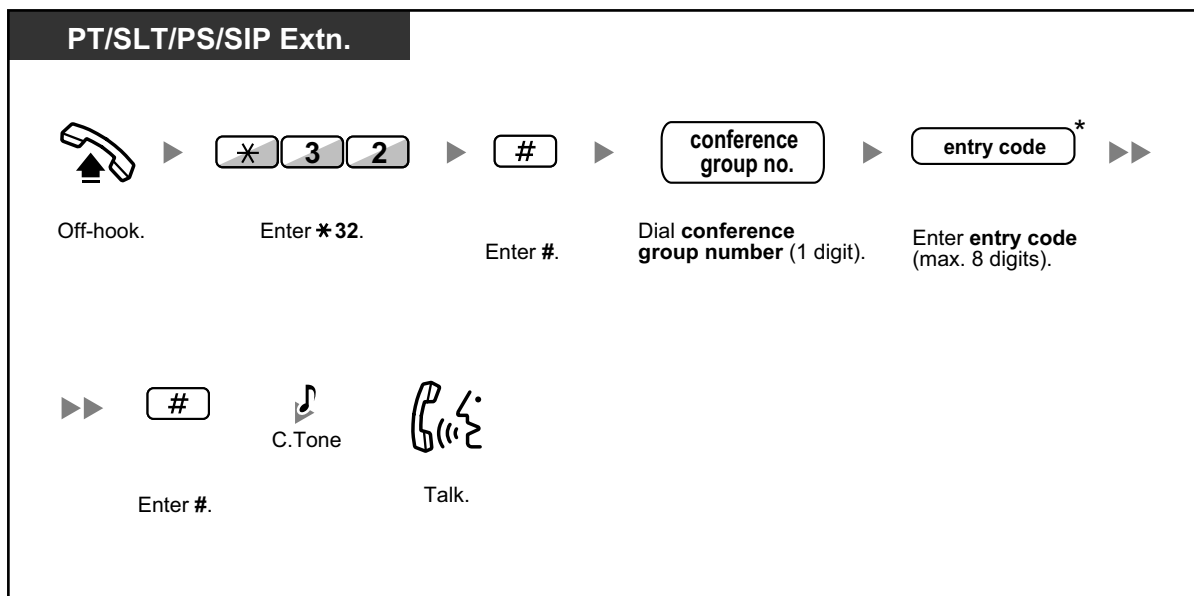 PT/SLT/PS/SIP Extn.
✳ 3 2
#
conference
group no.
entry code*
Off-hook.
Enter ✳32.
Enter #.
Dial conference
group number (1 digit).
Enter entry code
(max. 8 digits).
#
C.Tone
Enter #.
Talk.